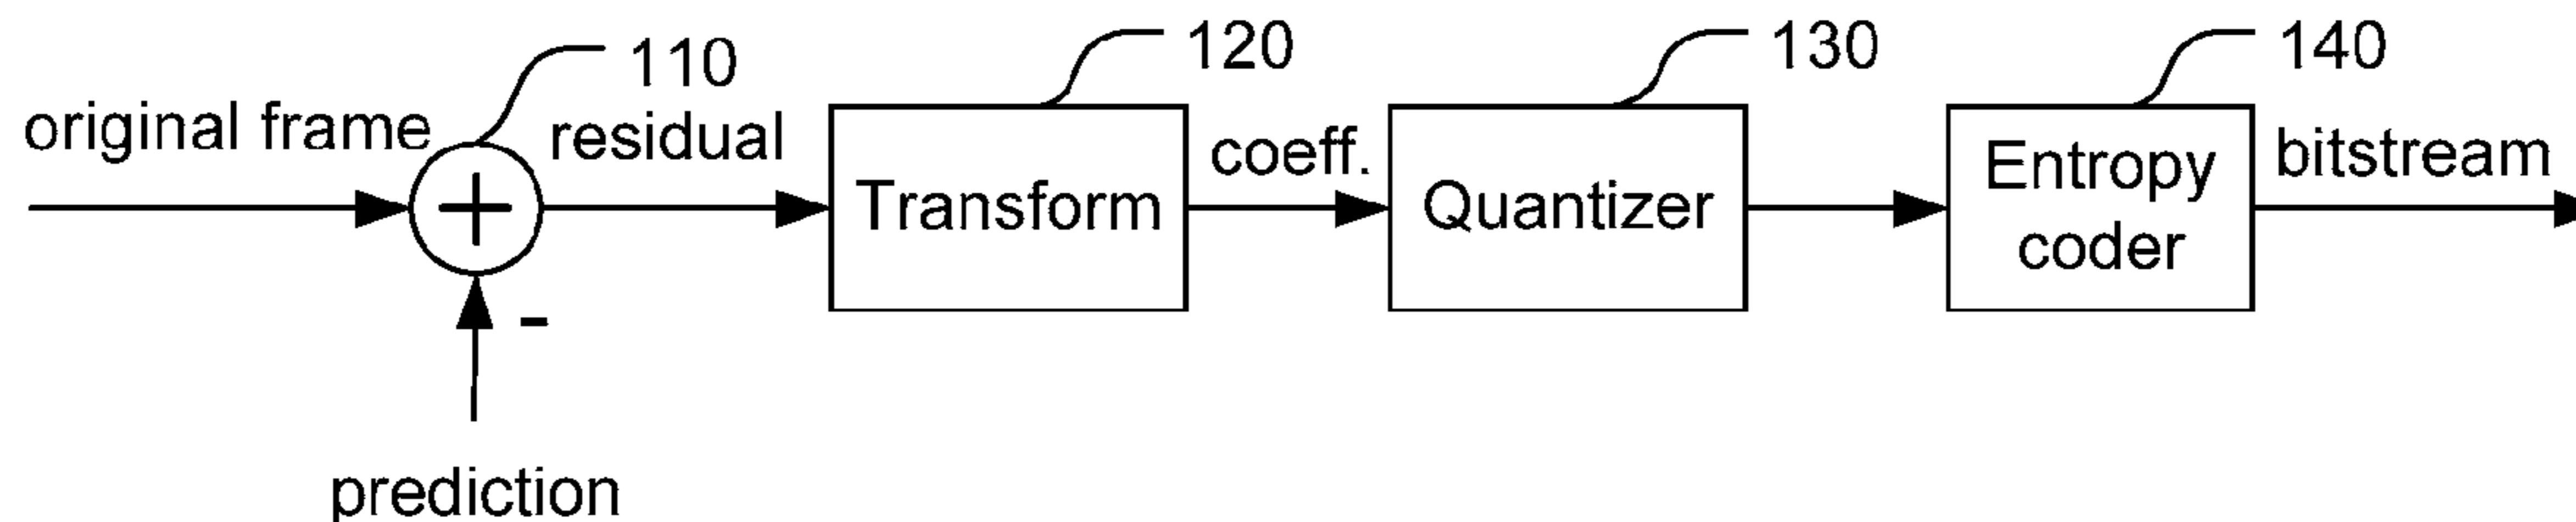 110
120
130
140
original frame
residual
Transform
coeff.
Quantizer
Entropy
coder
bitstream
+
-
prediction